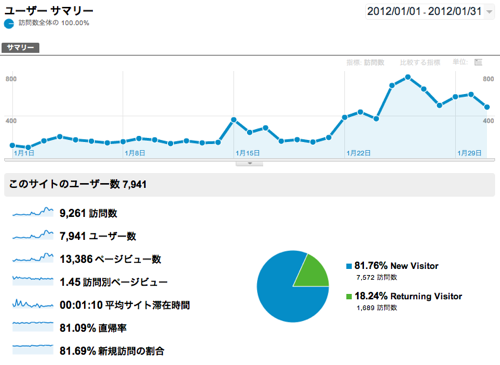 ユーザー サマリー
2012/01/01 - 2012/01/31
訪問数全体の 100.00%
サマリー
指標: 訪問数 比較する指標 単位:
800 800
400 400
1月1日 1月8日 1月15日 1月22日 1月29日
このサイトのユーザー数 7,941
9,261 訪問数
7,941 ユーザー数
13,386 ページビュー数
1.45 訪問別ページビュー
00:01:10 平均サイト滞在時間
81.09% 直帰率
81.69% 新規訪問の割合
81.76% New Visitor
7,572 訪問数
18.24% Returning Visitor
1,689 訪問数